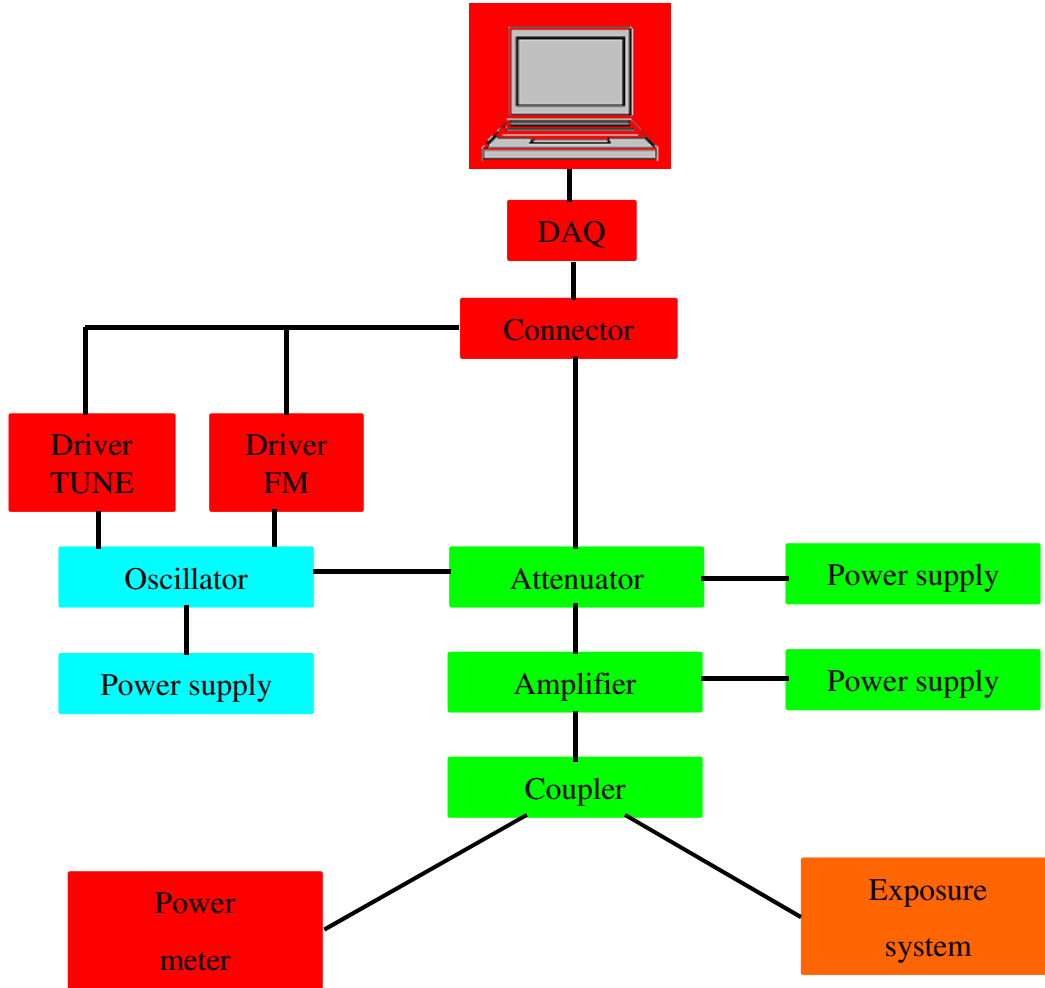 DAQ
Connector
Driver
TUNE
Driver
FM
Oscillator
Attenuator
Power supply
Power supply
Amplifier
Power supply
Coupler
Power
meter
Exposure
system